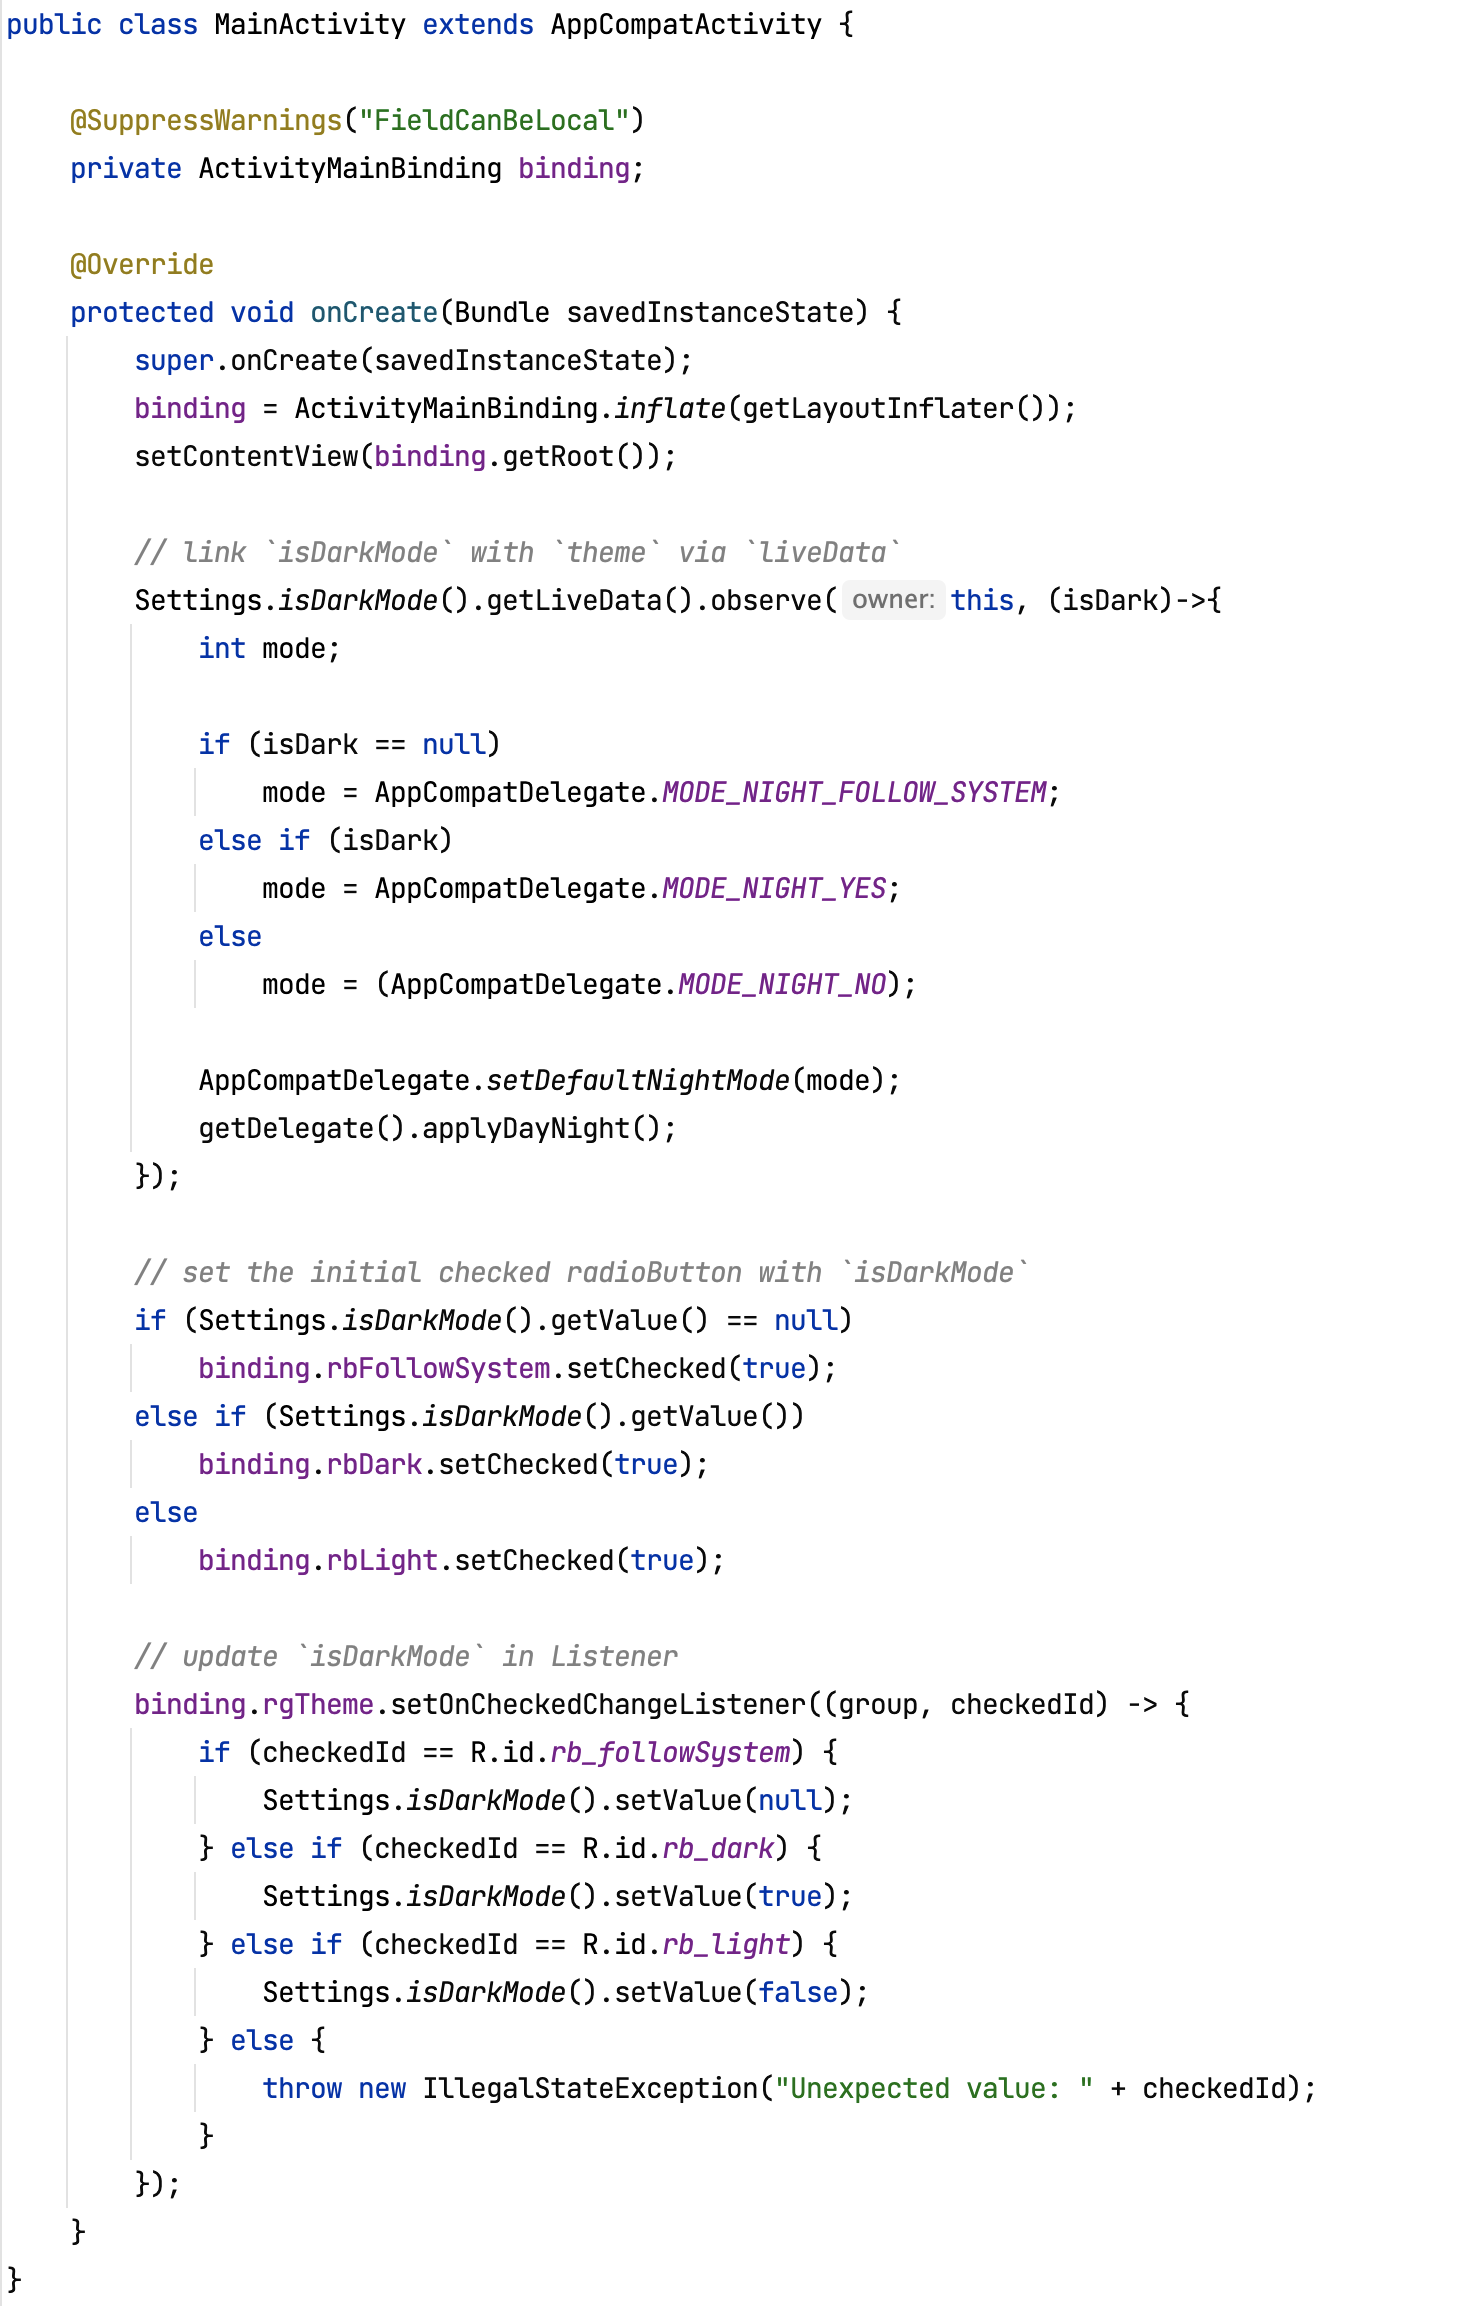 public class MainActivity extends AppCompatActivity {
@SuppressWarnings("FieldCanBeLocal")
private ActivityMainBinding binding;
@Override
protected void onCreate(Bundle savedInstanceState) {
super.onCreate(savedInstanceState);
binding = ActivityMainBinding.inflate(getLayoutInflater());
setContentView(binding.getRoot());
// link `isDarkMode` with `theme` via `liveData`
Settings.isDarkMode().getLiveData().observe( owner: this, (isDark)->{
int mode;
if (isDark == null)
mode = AppCompatDelegate.MODE_NIGHT_FOLLOW_SYSTEM;
else if (isDark)
mode = AppCompatDelegate.MODE_NIGHT_YES;
else
mode = (AppCompatDelegate.MODE_NIGHT_NO);
AppCompatDelegate.setDefaultNightMode(mode);
getDelegate().applyDayNight();
});
// set the initial checked radioButton with `isDarkMode`
if (Settings.isDarkMode().getValue() == null)
binding.rbFollowSystem.setChecked(true);
else if (Settings.isDarkMode().getValue())
binding.rbDark.setChecked(true);
else
binding.rbLight.setChecked(true);
// update `isDarkMode` in Listener
binding.rgTheme.setOnCheckedChangeListener((group, checkedId) -> {
if (checkedId == R.id.rb_followSystem) {
Settings.isDarkMode().setValue(null);
} else if (checkedId == R.id.rb_dark) {
Settings.isDarkMode().setValue(true);
} else if (checkedId == R.id.rb_light) {
Settings.isDarkMode().setValue(false);
} else {
throw new IllegalStateException("Unexpected value: " + checkedId);
}
});
}
}